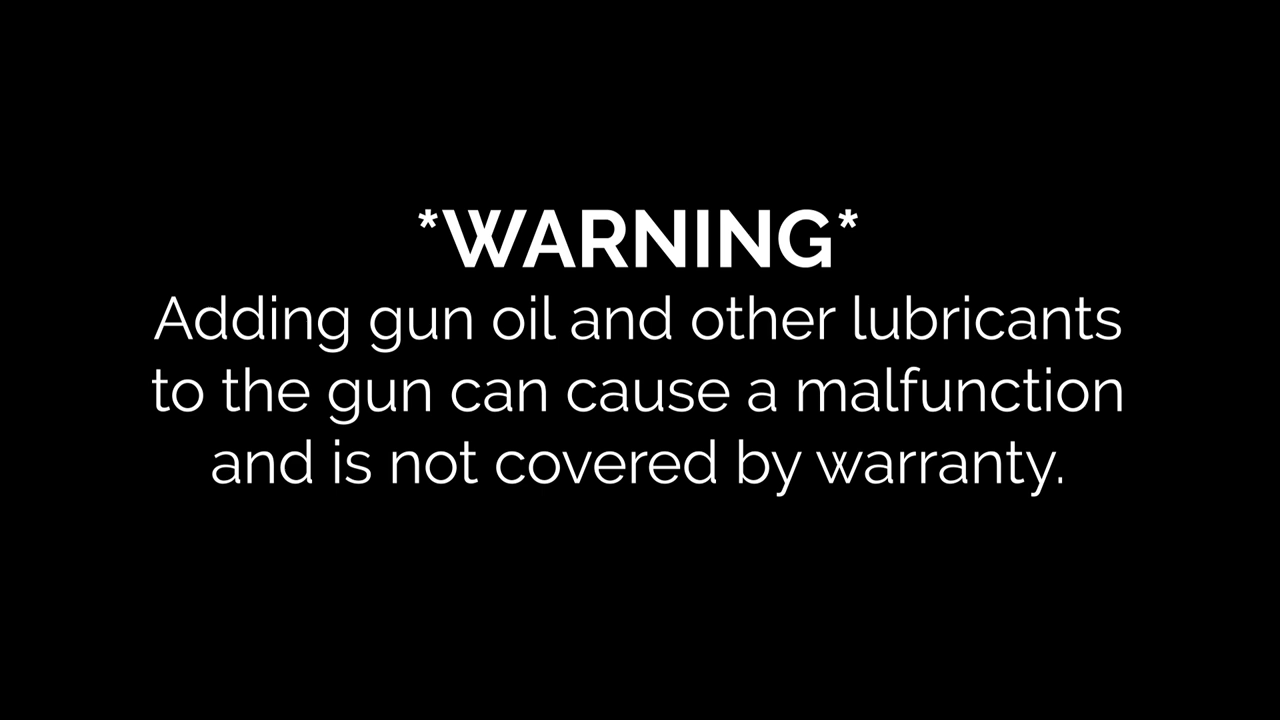 *WARNING*
Adding gun oil and other lubricants
to the gun can cause a malfunction
and is not covered by warranty.